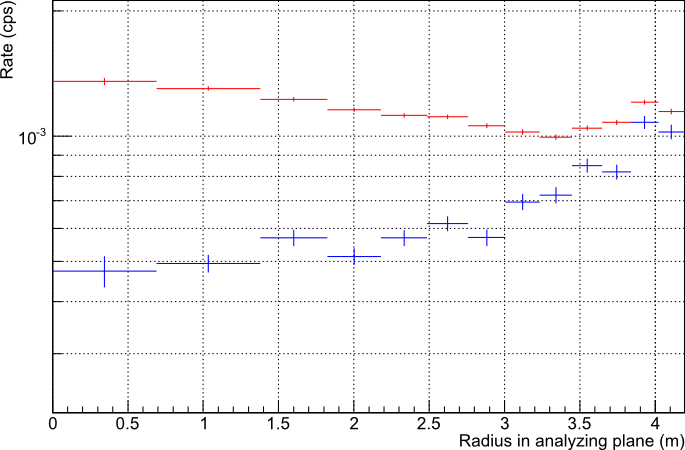 Rate (cps)
10-3
0 0.5 1 1.5 2 2.5 3 3.5 4
Radius in analyzing plane (m)